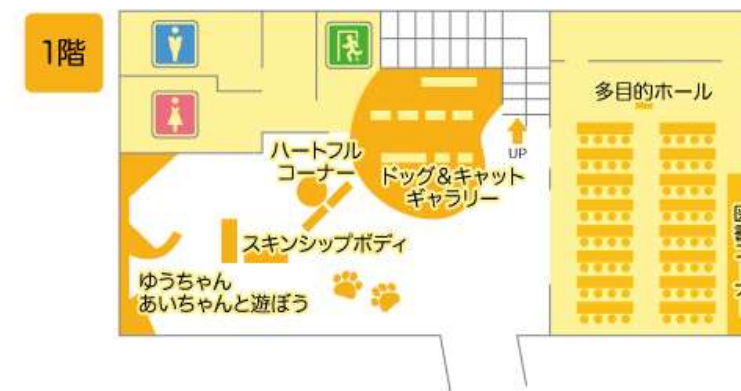 1階
多目的ホール
UP
ハートフル
コーナー
ドッグ&キャット
ギャラリー
スキンシップボディ
ゆうちゃん
あいちゃんと遊ぼう